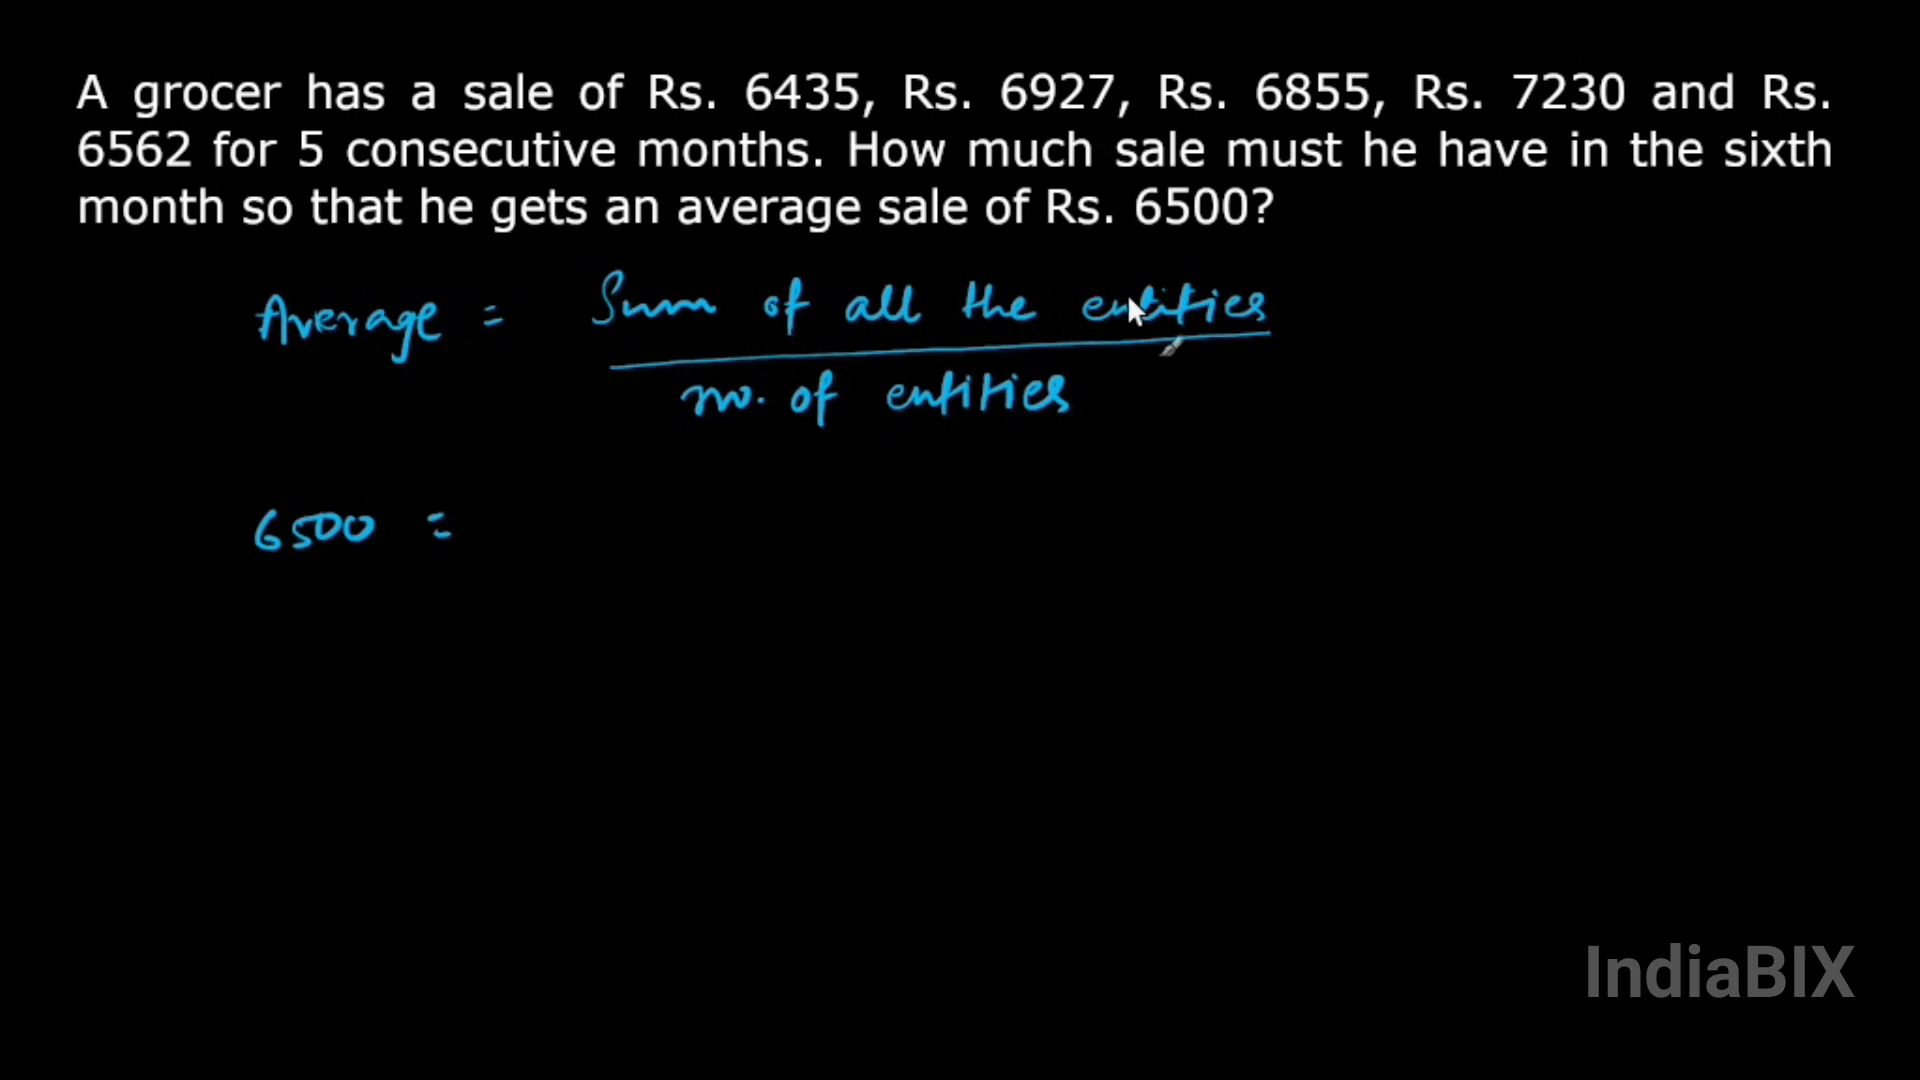 A grocer has a sale of Rs. 6435, Rs. 6927, Rs. 6855, Rs. 7230 and Rs.
6562 for 5 consecutive months. How much sale must he have in the sixth
month so that he gets an average sale of Rs. 6500?
Average = Sum of all the entities
no. of entities
6500 =
IndiaBIX